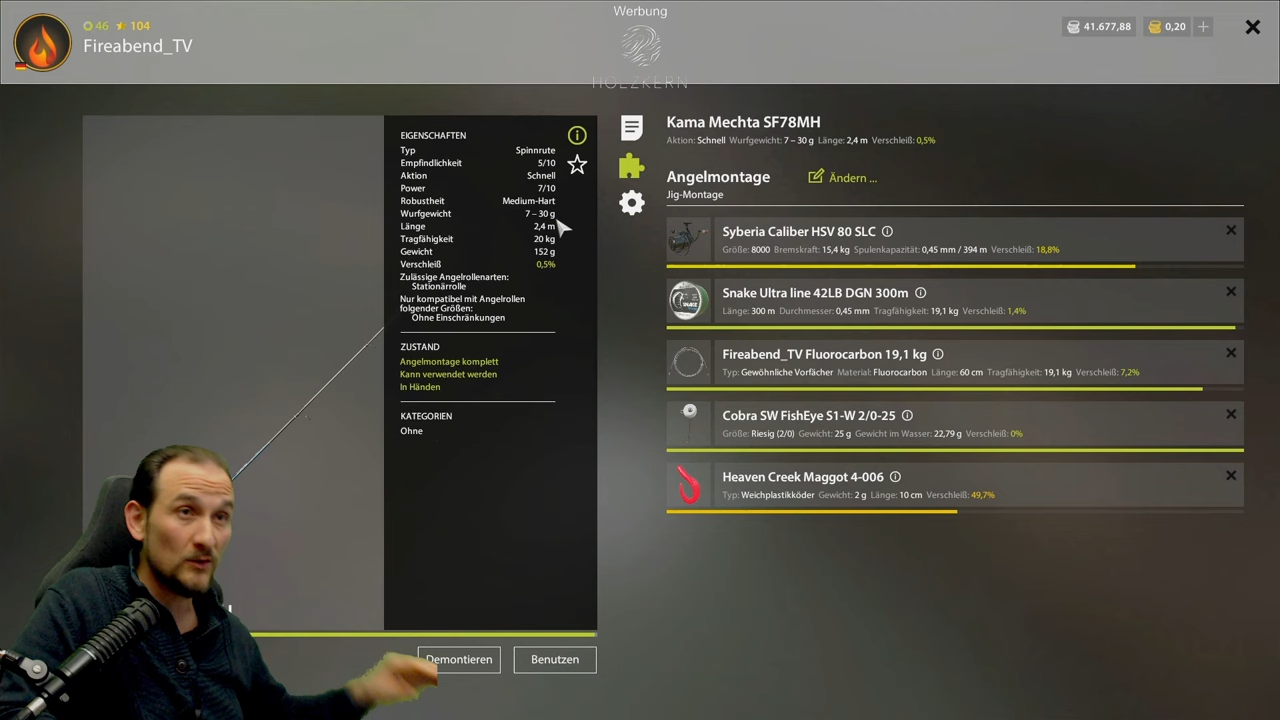 Werbung
HOLZKERN
46 104
Fireabend_TV
41.677,88
0,20
EIGENSCHAFTEN
Typ Spinnrute
Empfindlichkeit 5/10
Aktion Schnell
Power 7/10
Robustheit Medium-Hart
Wurfgewicht 7 – 30 g
Länge 2,4 m
Tragfähigkeit 20 kg
Gewicht 152 g
Verschleiß 0,5%
Zulässige Angelrollenarten:
Stationärrolle
Nur kompatibel mit Angelrollen
folgender Größen:
Ohne Einschränkungen
ZUSTAND
Angelmontage komplett
Kann verwendet werden
In Händen
KATEGORIEN
Ohne
Demontieren
Benutzen
Kama Mechta SF78MH
Aktion: Schnell Wurfgewicht: 7 – 30 g Länge: 2,4 m Verschleiß: 0,5%
Angelmontage
Ändern ...
Jig-Montage
Syberia Caliber HSV 80 SLC
Größe: 8000 Bremskraft: 15,4 kg Spulenkapazität: 0,45 mm / 394 m Verschleiß: 18,8%
Snake Ultra line 42LB DGN 300m
Länge: 300 m Durchmesser: 0,45 mm Tragfähigkeit: 19,1 kg Verschleiß: 1,4%
Fireabend_TV Fluorocarbon 19,1 kg
Typ: Gewöhnliche Vorfächer Material: Fluorocarbon Länge: 60 cm Tragfähigkeit: 19,1 kg Verschleiß: 7,2%
Cobra SW FishEye S1-W 2/0-25
Größe: Riesig (2/0) Gewicht: 25 g Gewicht im Wasser: 22,79 g Verschleiß: 0%
Heaven Creek Maggot 4-006
Typ: Weichplastikköder Gewicht: 2 g Länge: 10 cm Verschleiß: 49,7%